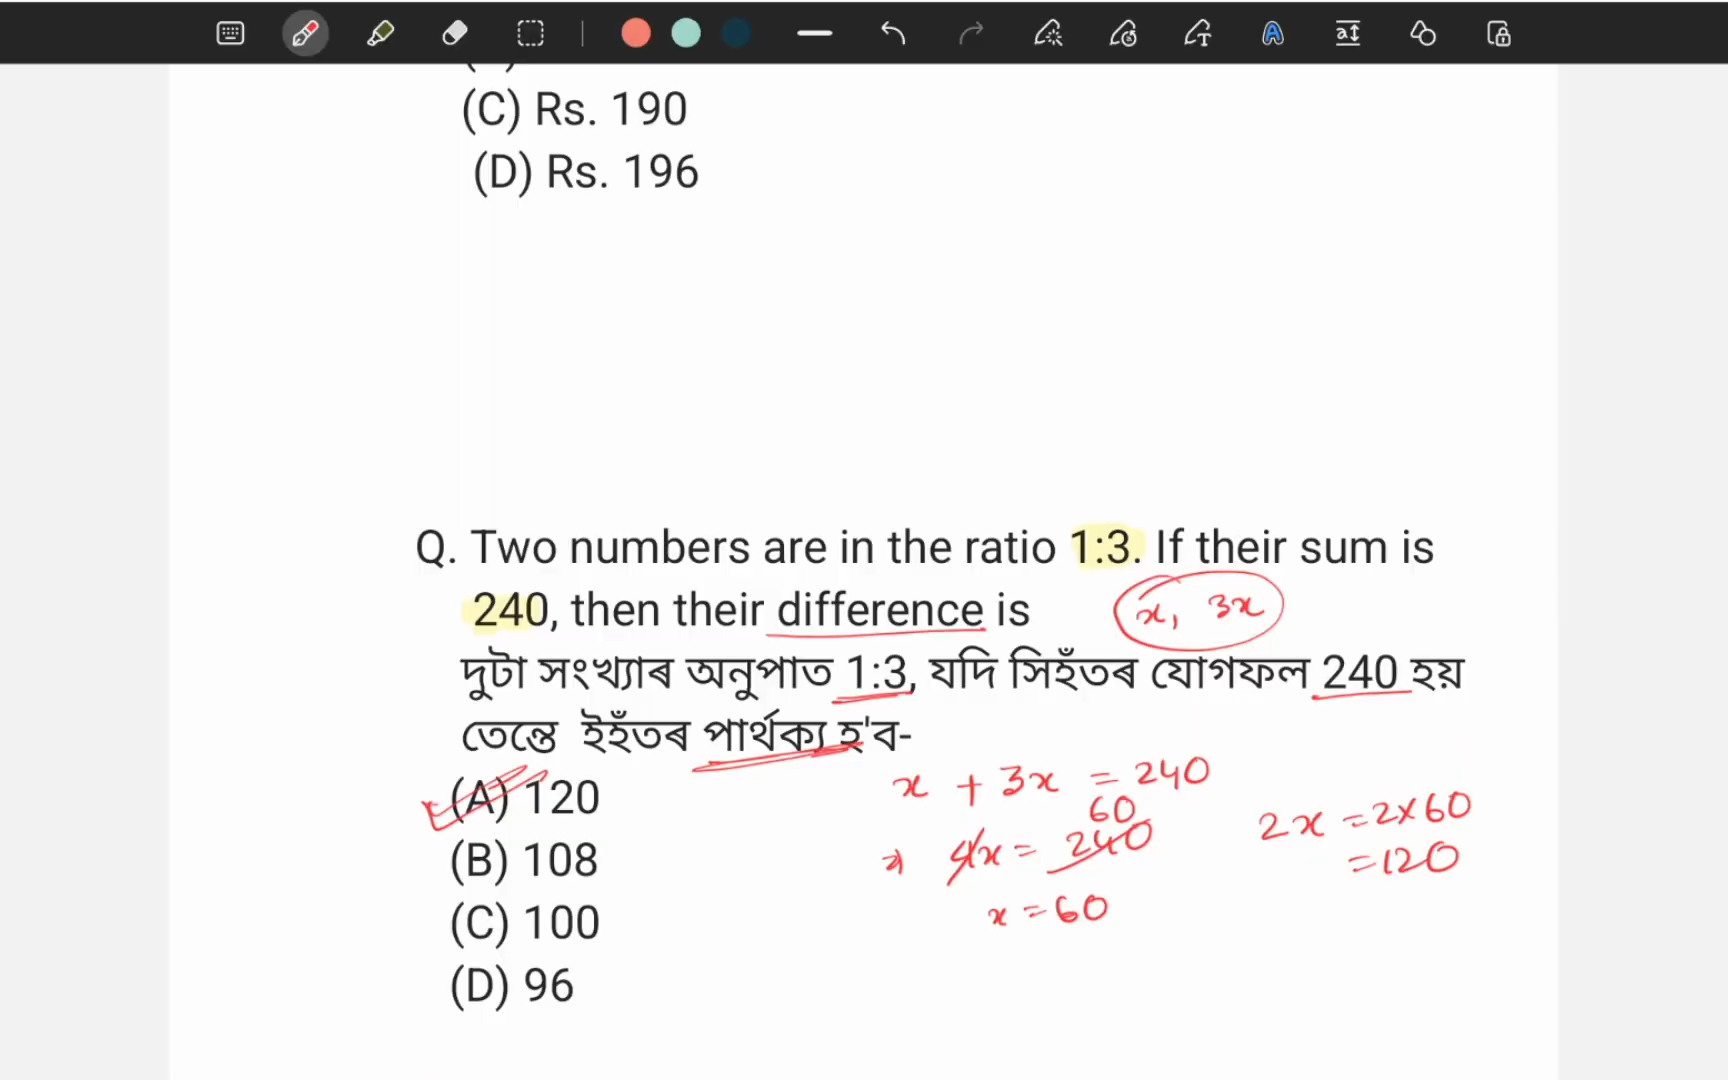 (C) Rs. 190
(D) Rs. 196
Q. Two numbers are in the ratio 1:3. If their sum is
240, then their difference is
x, 3x
দুটা সংখ্যাৰ অনুপাত 1:3, যদি সিহঁতৰ যোগফল 240 হয়
তেন্তে ইহঁতৰ পাৰ্থক্য হ'ব-
(A) 120
(B) 108
(C) 100
(D) 96
x + 3x = 240
60
⇒ 4x = 240
x = 60
2x = 2×60
= 120